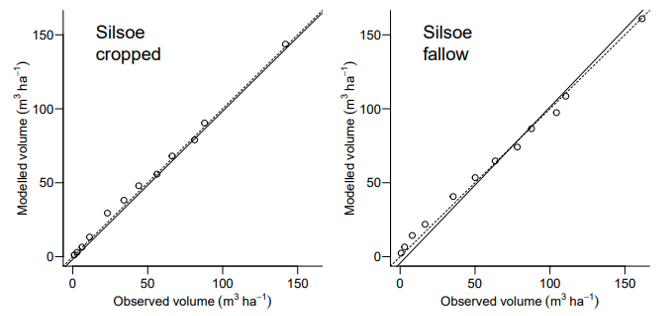 Silsoe
cropped
150
100
50
0
Modelled volume (m³ ha⁻¹)
0 50 100 150
Observed volume (m³ ha⁻¹)
Silsoe
fallow
150
100
50
0
Modelled volume (m³ ha⁻¹)
0 50 100 150
Observed volume (m³ ha⁻¹)